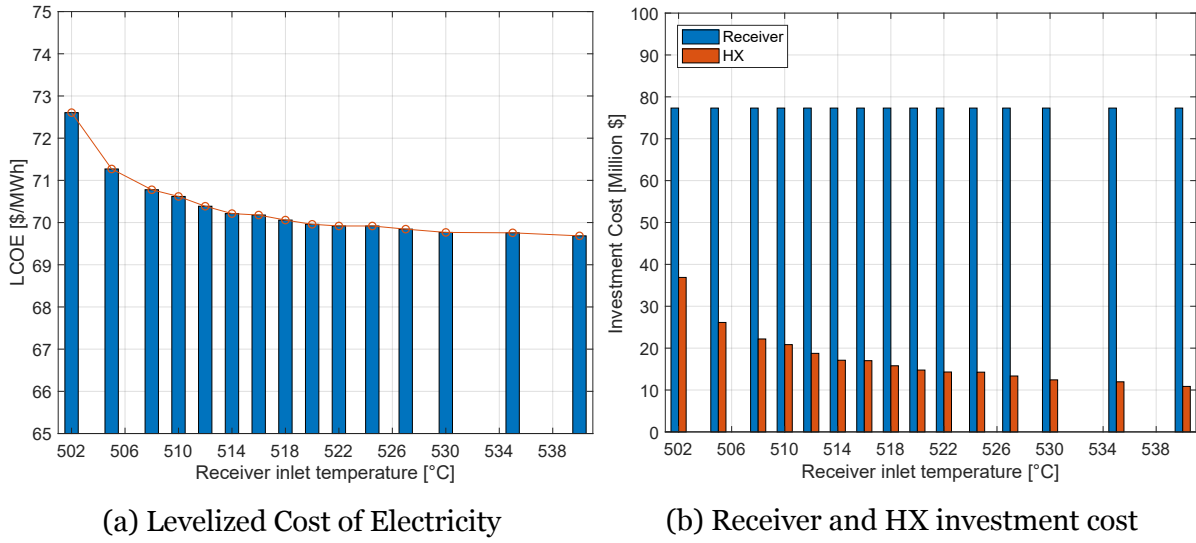 75
74
73
72
71
70
69
68
67
66
65
LCOE [$/MWh]
502 506 510 514 518 522 526 530 534 538
Receiver inlet temperature [°C]
(a) Levelized Cost of Electricity
100
90
80
70
60
50
40
30
20
10
0
Investment Cost [Million $]
Receiver
HX
502 506 510 514 518 522 526 530 534 538
Receiver inlet temperature [°C]
(b) Receiver and HX investment cost